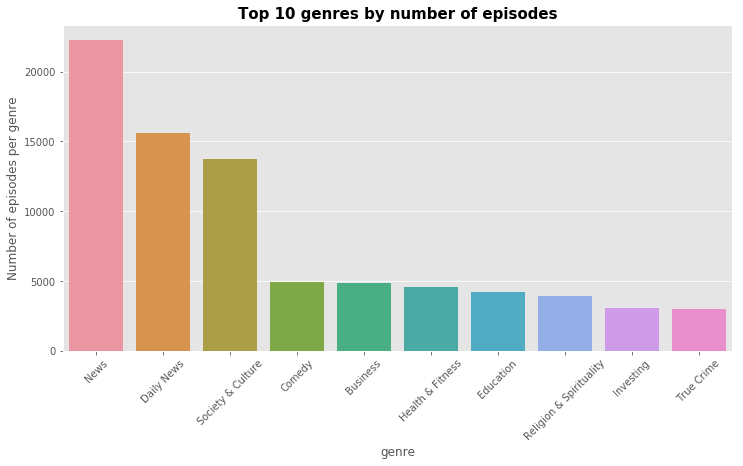 Top 10 genres by number of episodes
Number of episodes per genre
20000
15000
10000
5000
0
News
Daily News
Society & Culture
Comedy
Business
Health & Fitness
Education
Religion & Spirituality
Investing
True Crime
genre